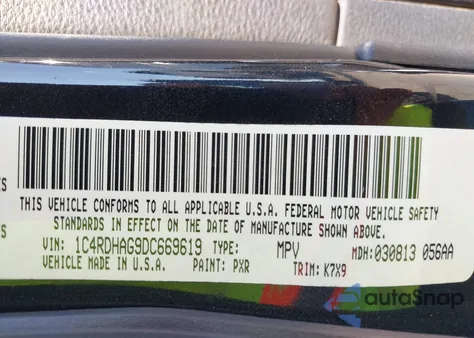 ES
THIS VEHICLE CONFORMS TO ALL APPLICABLE U.S.A. FEDERAL MOTOR VEHICLE SAFETY
STANDARDS IN EFFECT ON THE DATE OF MANUFACTURE SHOWN ABOVE.
VIN: 1C4RDHAG9DC669619 TYPE: MPV MDH: 030813 056AA
VEHICLE MADE IN U.S.A. PAINT: PXR TRIM: K7X9
autoSnap